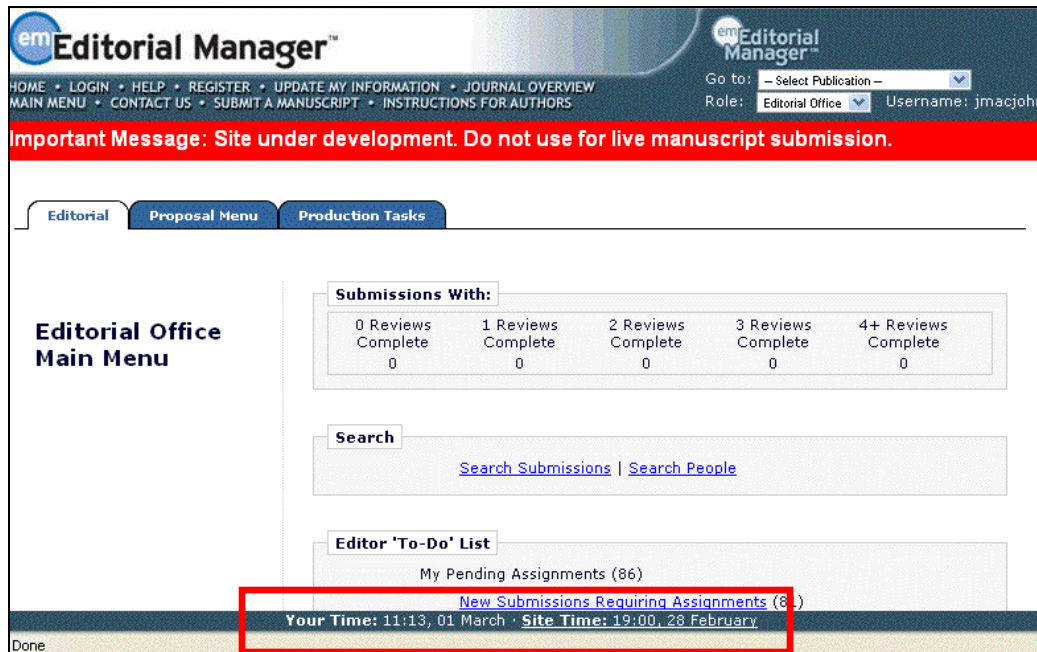 em Editorial Manager™
em Editorial Manager™
HOME • LOGIN • HELP • REGISTER • UPDATE MY INFORMATION • JOURNAL OVERVIEW
MAIN MENU • CONTACT US • SUBMIT A MANUSCRIPT • INSTRUCTIONS FOR AUTHORS
Go to: – Select Publication –
Role: Editorial Office Username: jmacjohn
Important Message: Site under development. Do not use for live manuscript submission.
Editorial Proposal Menu Production Tasks
Editorial Office
Main Menu
Submissions With:
0 Reviews Complete 1 Reviews Complete 2 Reviews Complete 3 Reviews Complete 4+ Reviews Complete
0 0 0 0 0
Search
Search Submissions | Search People
Editor 'To-Do' List
My Pending Assignments (86)
New Submissions Requiring Assignments (81)
Your Time: 11:13, 01 March · Site Time: 19:00, 28 February
Done